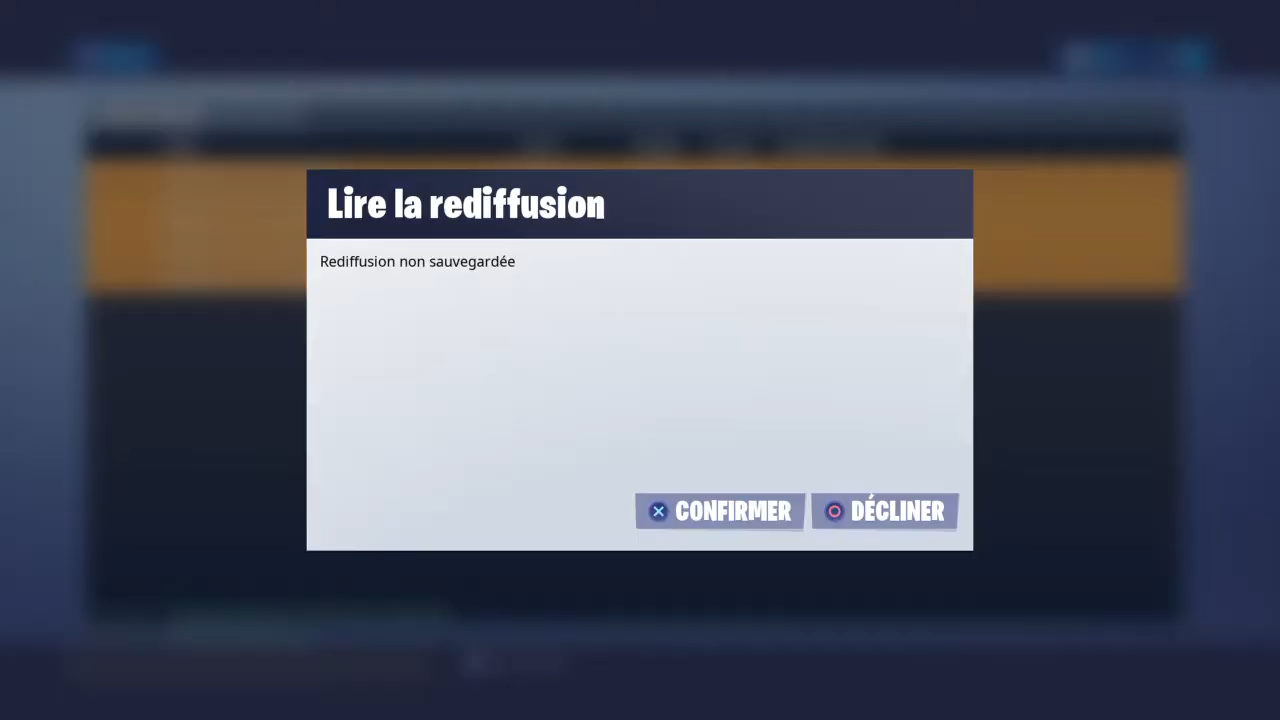 Lire la rediffusion
Rediffusion non sauvegardée
CONFIRMER
DÉCLINER